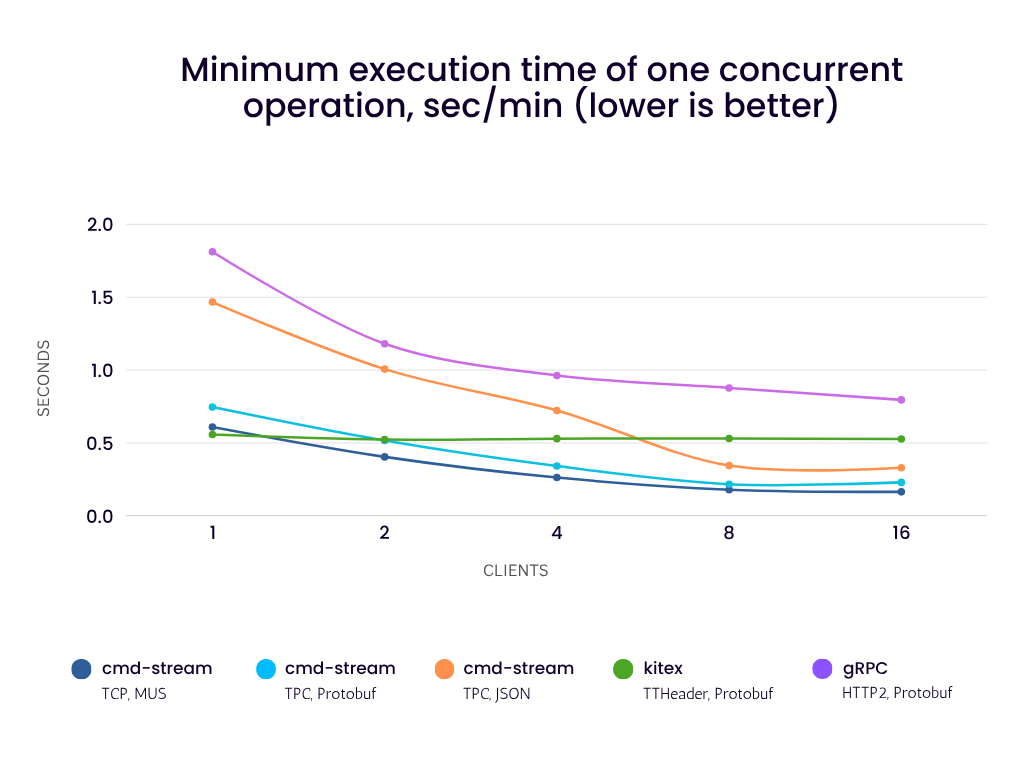 Minimum execution time of one concurrent
operation, sec/min (lower is better)
2.0
1.5
1.0
0.5
0.0
SECONDS
1 2 4 8 16
CLIENTS
cmd-stream cmd-stream cmd-stream kitex gRPC
TCP, MUS TPC, Protobuf TPC, JSON TTHeader, Protobuf HTTP2, Protobuf